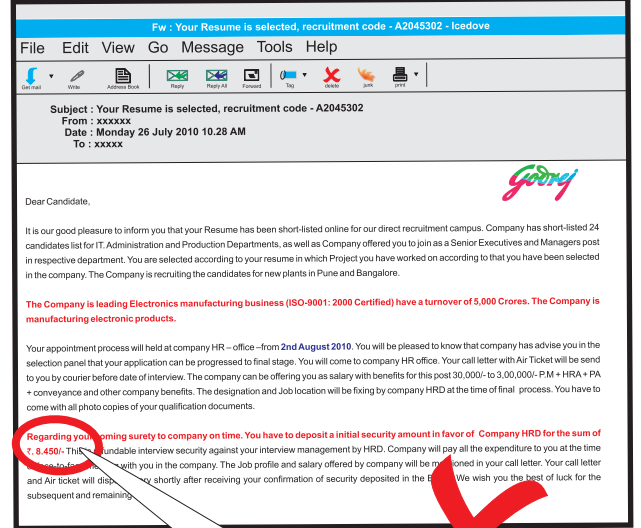 Fw : Your Resume is selected, recruitment code - A2045302 - Icedove
File Edit View Go Message Tools Help
Get mail Write Address Book Reply Reply All Forward Tag delete junk print
Subject : Your Resume is selected, recruitment code - A2045302
From : xxxxxx
Date : Monday 26 July 2010 10.28 AM
To : xxxxx
Godrej
Dear Candidate,
It is our good pleasure to inform you that your Resume has been short-listed online for our direct recruitment campus. Company has short-listed 24
candidates list for IT. Administration and Production Departments, as well as Company offered you to join as a Senior Executives and Managers post
in respective department. You are selected according to your resume in which Project you have worked on according to that you have been selected
in the company. The Company is recruiting the candidates for new plants in Pune and Bangalore.
The Company is leading Electronics manufacturing business (ISO-9001: 2000 Certified) have a turnover of 5,000 Crores. The Company is
manufacturing electronic products.
Your appointment process will held at company HR – office –from 2nd August 2010. You will be pleased to know that company has advise you in the
selection panel that your application can be progressed to final stage. You will come to company HR office. Your call letter with Air Ticket will be send
to you by courier before date of interview. The company can be offering you as salary with benefits for this post 30,000/- to 3,00,000/- P.M + HRA + PA
+ conveyance and other company benefits. The designation and Job location will be fixing by company HRD at the time of final process. You have to
come with all photo copies of your qualification documents.
Regarding your coming surety to company on time. You have to deposit a initial security amount in favor of Company HRD for the sum of
₹. 8.450/- This interview security against your interview management by HRD. Company will pay all the expenditure to you at the time
with you in the company. The Job profile and salary offered by company will be mentioned in your call letter. Your call letter
and Air ticket will shortly after receiving your confirmation of security deposited in the We wish you the best of luck for the
subsequent and remaining